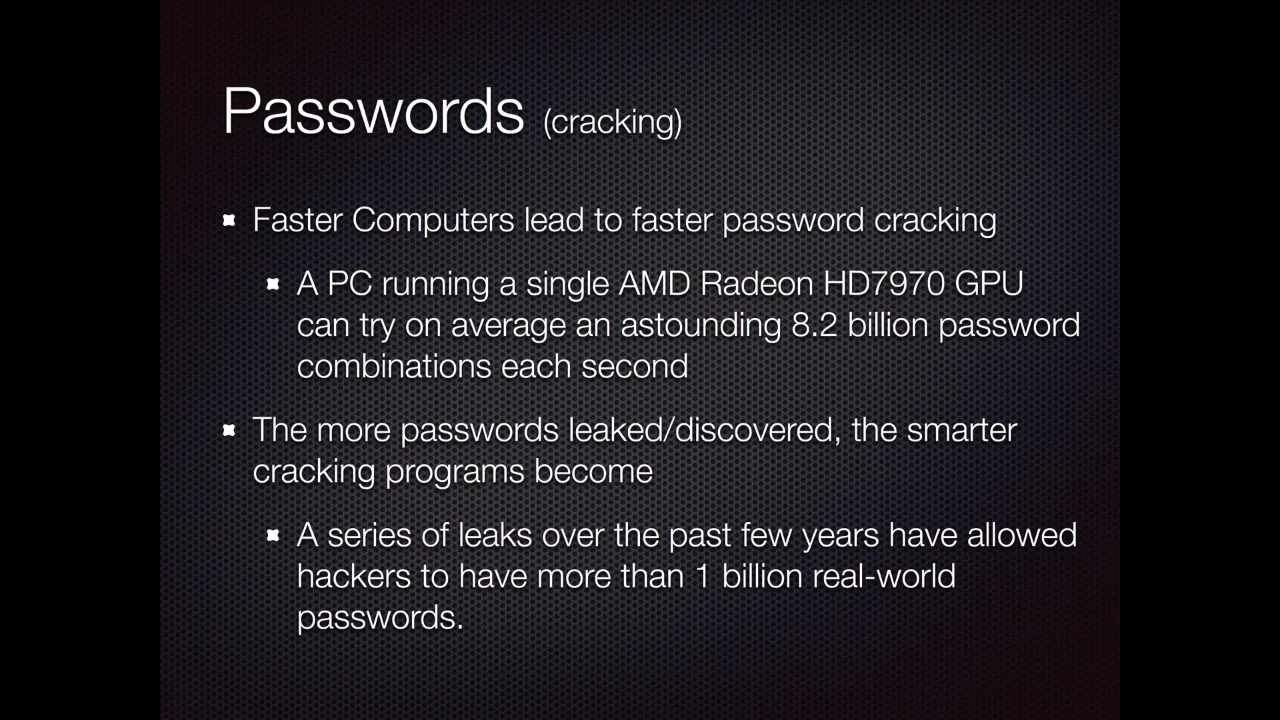 Passwords (cracking)
Faster Computers lead to faster password cracking
A PC running a single AMD Radeon HD7970 GPU
can try on average an astounding 8.2 billion password
combinations each second
The more passwords leaked/discovered, the smarter
cracking programs become
A series of leaks over the past few years have allowed
hackers to have more than 1 billion real-world
passwords.